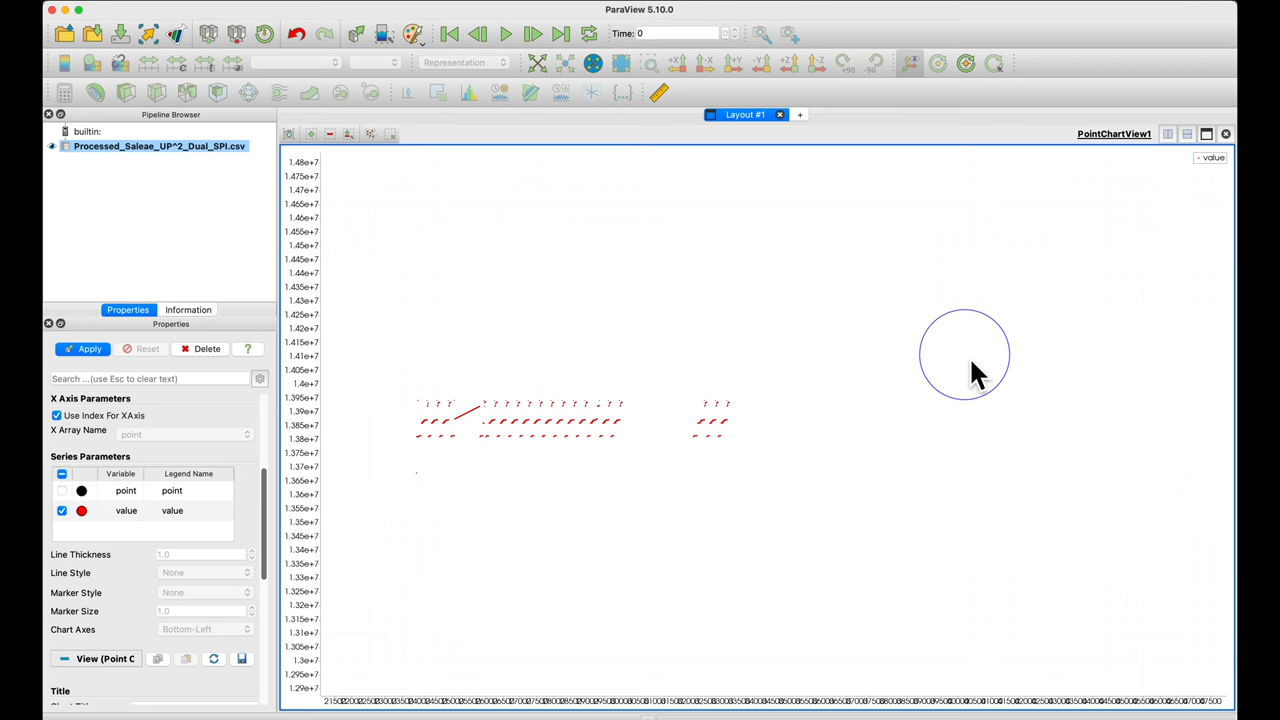 ParaView 5.10.0
Time: 0
Representation
+X
-X
+Y
-Y
+Z
-Z
+90
-90
Pipeline Browser
builtin:
Processed_Saleae_UP^2_Dual_SPI.csv
Properties
Information
Properties
Apply
Reset
Delete
?
Search ...(use Esc to clear text)
X Axis Parameters
Use Index For XAxis
X Array Name
point
Series Parameters
Variable
Legend Name
point
point
value
value
Line Thickness
1.0
Line Style
None
Marker Style
None
Marker Size
1.0
Chart Axes
Bottom-Left
View (Point C
Title
Layout #1
+
PointChartView1
value
1.48e+7
1.475e+7
1.47e+7
1.465e+7
1.46e+7
1.455e+7
1.45e+7
1.445e+7
1.44e+7
1.435e+7
1.43e+7
1.425e+7
1.42e+7
1.415e+7
1.41e+7
1.405e+7
1.4e+7
1.395e+7
1.39e+7
1.385e+7
1.38e+7
1.375e+7
1.37e+7
1.365e+7
1.36e+7
1.355e+7
1.35e+7
1.345e+7
1.34e+7
1.335e+7
1.33e+7
1.325e+7
1.32e+7
1.315e+7
1.31e+7
1.305e+7
1.3e+7
1.295e+7
1.29e+7